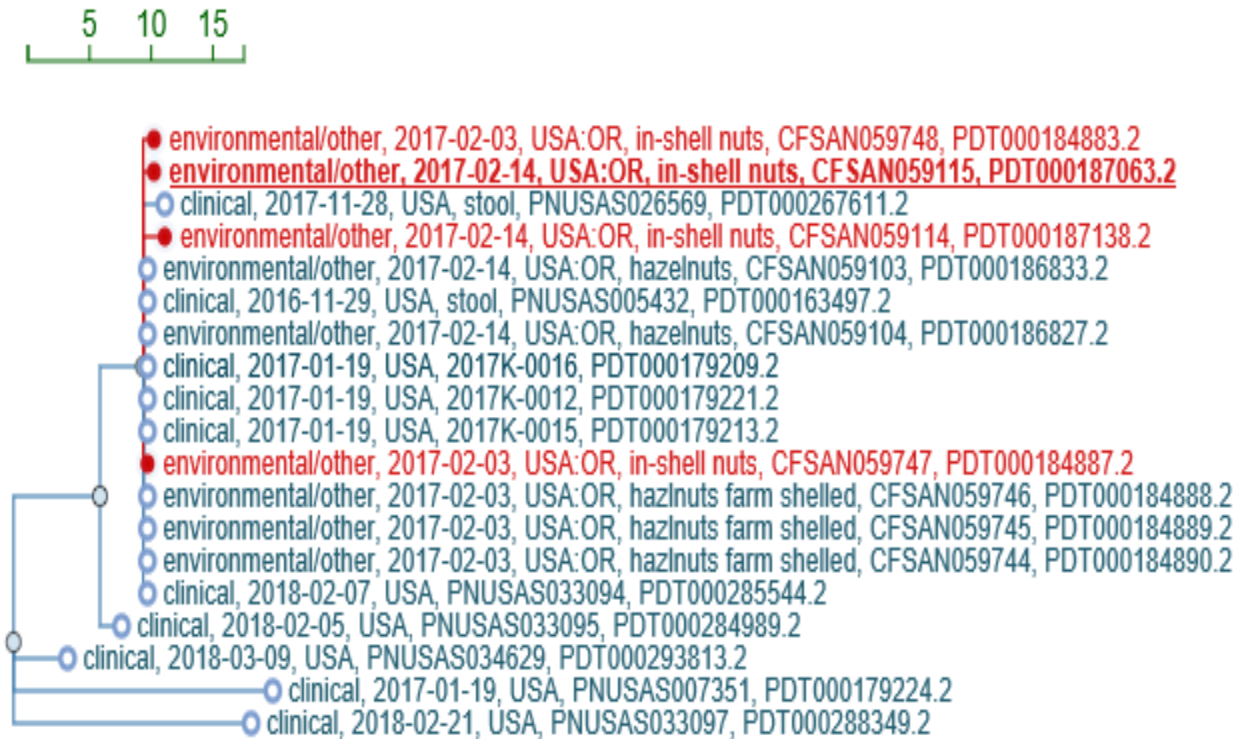 5 10 15
environmental/other, 2017-02-03, USA:OR, in-shell nuts, CFSAN059748, PDT000184883.2
environmental/other, 2017-02-14, USA:OR, in-shell nuts, CFSAN059115, PDT000187063.2
clinical, 2017-11-28, USA, stool, PNUSAS026569, PDT000267611.2
environmental/other, 2017-02-14, USA:OR, in-shell nuts, CFSAN059114, PDT000187138.2
environmental/other, 2017-02-14, USA:OR, hazelnuts, CFSAN059103, PDT000186833.2
clinical, 2016-11-29, USA, stool, PNUSAS005432, PDT000163497.2
environmental/other, 2017-02-14, USA:OR, hazelnuts, CFSAN059104, PDT000186827.2
clinical, 2017-01-19, USA, 2017K-0016, PDT000179209.2
clinical, 2017-01-19, USA, 2017K-0012, PDT000179221.2
clinical, 2017-01-19, USA, 2017K-0015, PDT000179213.2
environmental/other, 2017-02-03, USA:OR, in-shell nuts, CFSAN059747, PDT000184887.2
environmental/other, 2017-02-03, USA:OR, hazlnuts farm shelled, CFSAN059746, PDT000184888.2
environmental/other, 2017-02-03, USA:OR, hazlnuts farm shelled, CFSAN059745, PDT000184889.2
environmental/other, 2017-02-03, USA:OR, hazlnuts farm shelled, CFSAN059744, PDT000184890.2
clinical, 2018-02-07, USA, PNUSAS033094, PDT000285544.2
clinical, 2018-02-05, USA, PNUSAS033095, PDT000284989.2
clinical, 2018-03-09, USA, PNUSAS034629, PDT000293813.2
clinical, 2017-01-19, USA, PNUSAS007351, PDT000179224.2
clinical, 2018-02-21, USA, PNUSAS033097, PDT000288349.2